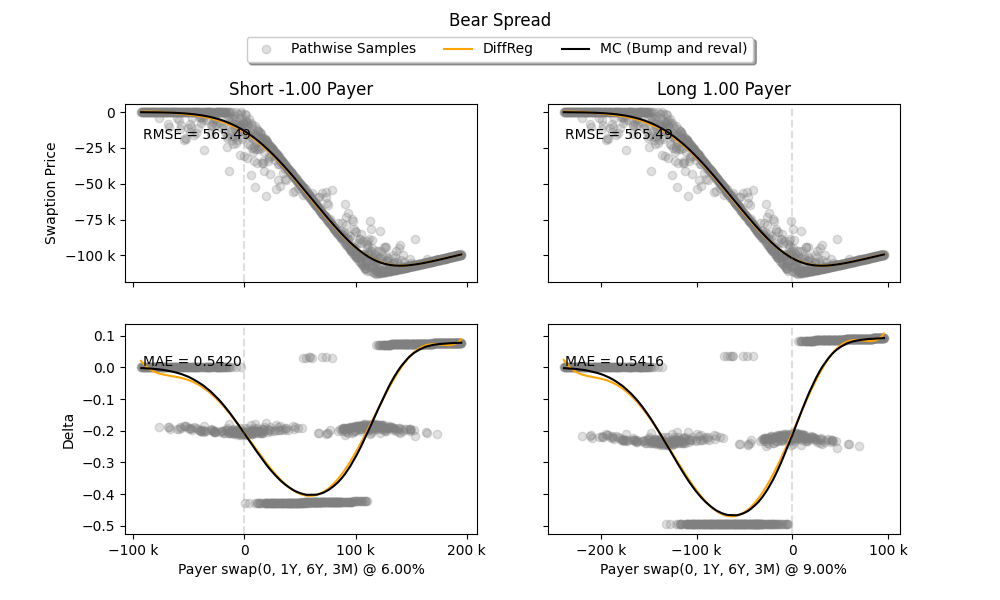 Bear Spread
Pathwise Samples DiffReg MC (Bump and reval)
Short -1.00 Payer Long 1.00 Payer
Swaption Price
0
−25 k
−50 k
−75 k
−100 k
RMSE = 565.49 RMSE = 565.49
−100 k 0 100 k 200 k
−200 k −100 k 0 100 k
Delta
0.1
0.0
−0.1
−0.2
−0.3
−0.4
−0.5
MAE = 0.5420 MAE = 0.5416
Payer swap(0, 1Y, 6Y, 3M) @ 6.00% Payer swap(0, 1Y, 6Y, 3M) @ 9.00%